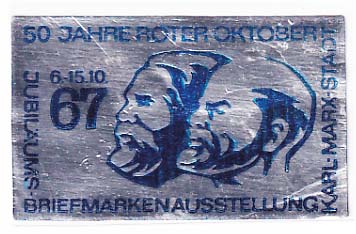 50 JAHRE ROTER OKTOBER
JUBILÄUMS
6.-15.10.
67
BRIEFMARKENAUSSTELLUNG
KARL-MARX-STADT